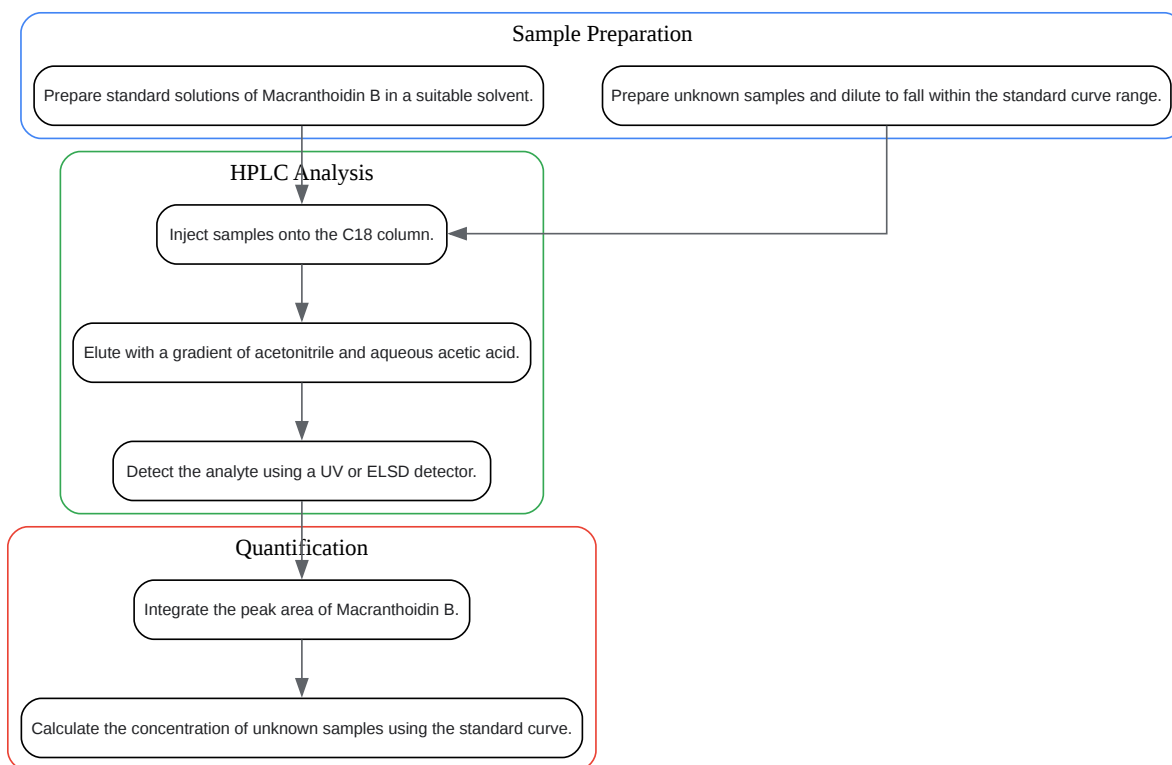 Sample Preparation
Prepare standard solutions of Macranthoidin B in a suitable solvent.
Prepare unknown samples and dilute to fall within the standard curve range.
HPLC Analysis
Inject samples onto the C18 column.
Elute with a gradient of acetonitrile and aqueous acetic acid.
Detect the analyte using a UV or ELSD detector.
Quantification
Integrate the peak area of Macranthoidin B.
Calculate the concentration of unknown samples using the standard curve.